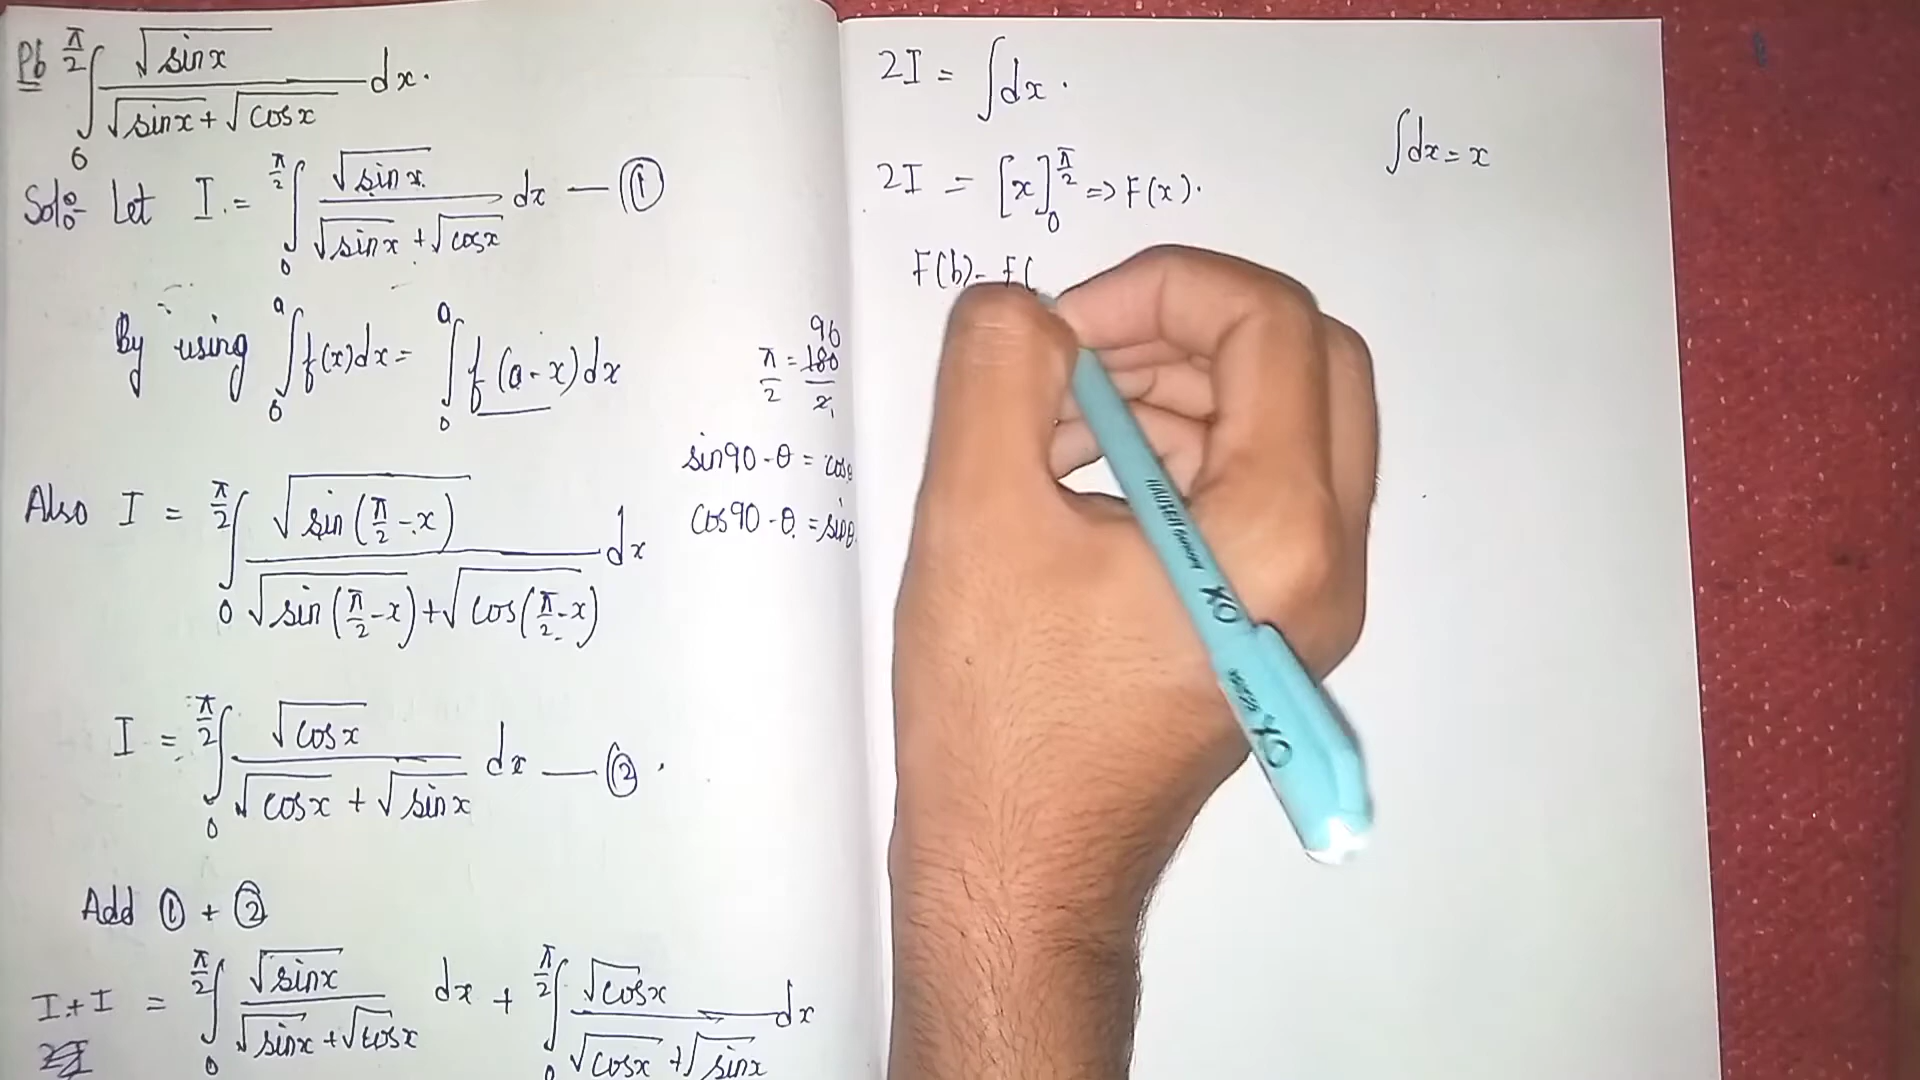 Pb ∫₀^(π/2) √sinx / (√sinx + √cosx) dx.
Sol:- Let I = ∫₀^(π/2) √sinx / (√sinx + √cosx) dx — ①
By using ∫₀^a f(x)dx = ∫₀^a f(a-x)dx
π/2 = 180/2 90
sin90-θ = cosθ
cos90-θ = sinθ
Also I = ∫₀^(π/2) √sin(π/2-x) / (√sin(π/2-x) + √cos(π/2-x)) dx
I = ∫₀^(π/2) √cosx / (√cosx + √sinx) dx — ②.
Add ① + ②
I+I = ∫₀^(π/2) √sinx / (√sinx + √cosx) dx + ∫₀^(π/2) √cosx / (√cosx + √sinx) dx
2I = ∫dx.
∫dx = x
2I = [x]₀^(π/2) => F(x).
F(b)- F(